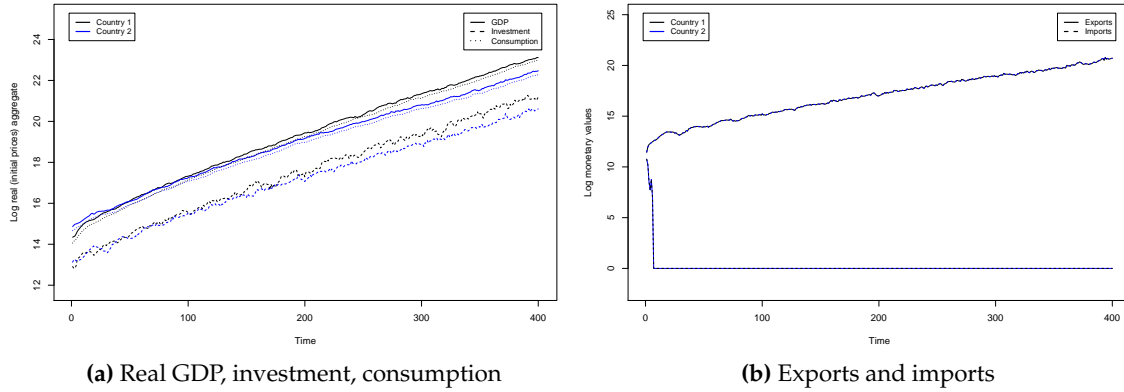 Country 1
Country 2
GDP
Investment
Consumption
Log real (initial prices) aggregate
24
22
20
18
16
14
12
0
100
200
300
400
Time
(a) Real GDP, investment, consumption
Country 1
Country 2
Exports
Imports
Log monetary values
25
20
15
10
5
0
0
100
200
300
400
Time
(b) Exports and imports